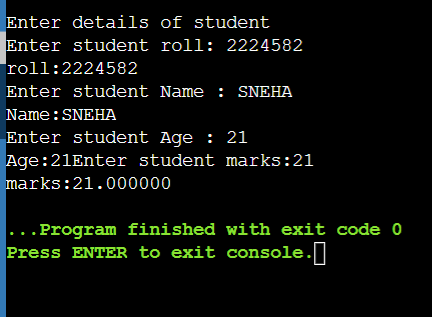 Enter details of student
Enter student roll: 2224582
roll:2224582
Enter student Name : SNEHA
Name:SNEHA
Enter student Age : 21
Age:21Enter student marks:21
marks:21.000000
...Program finished with exit code 0
Press ENTER to exit console.